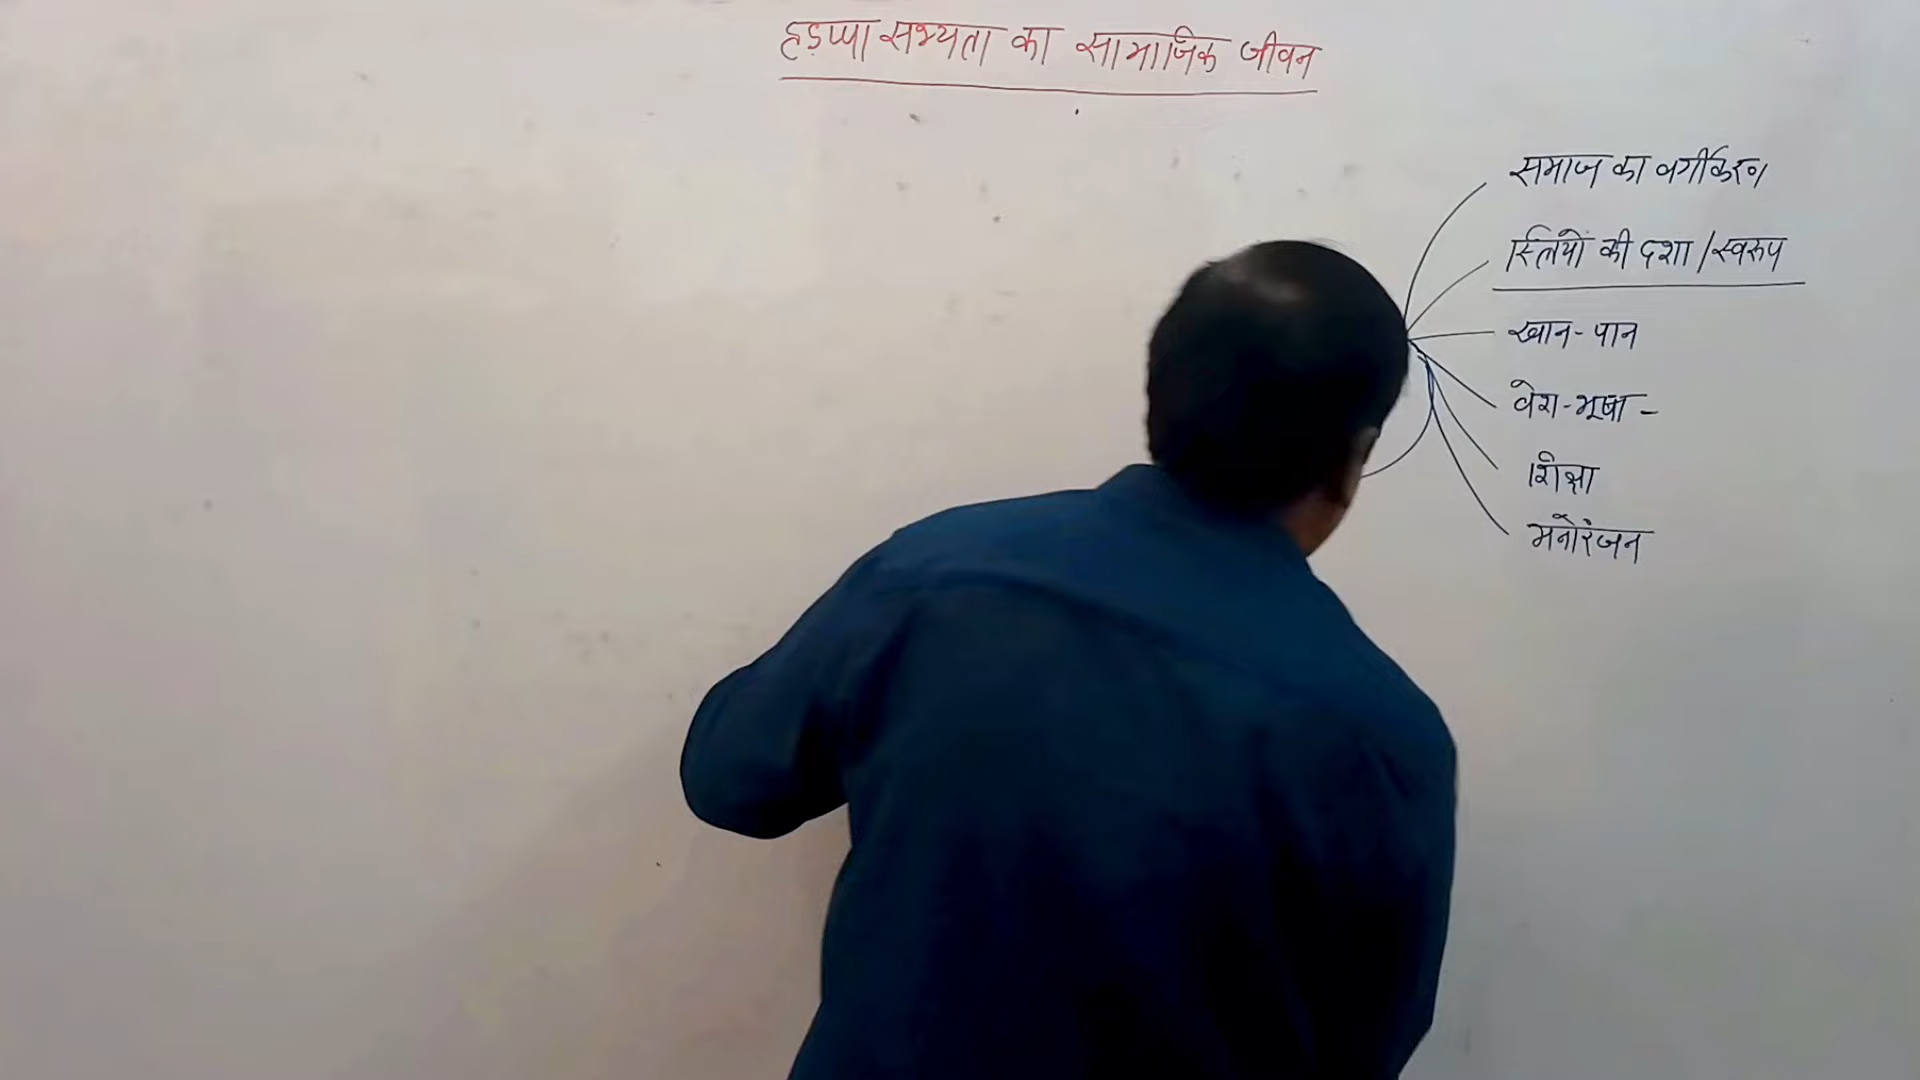 हड़प्पा सभ्यता का सामाजिक जीवन
समाज का वर्गीकरण
स्त्रियों की दशा/स्वरूप
खान-पान
वेश-भूषा-
शिक्षा
मनोरंजन